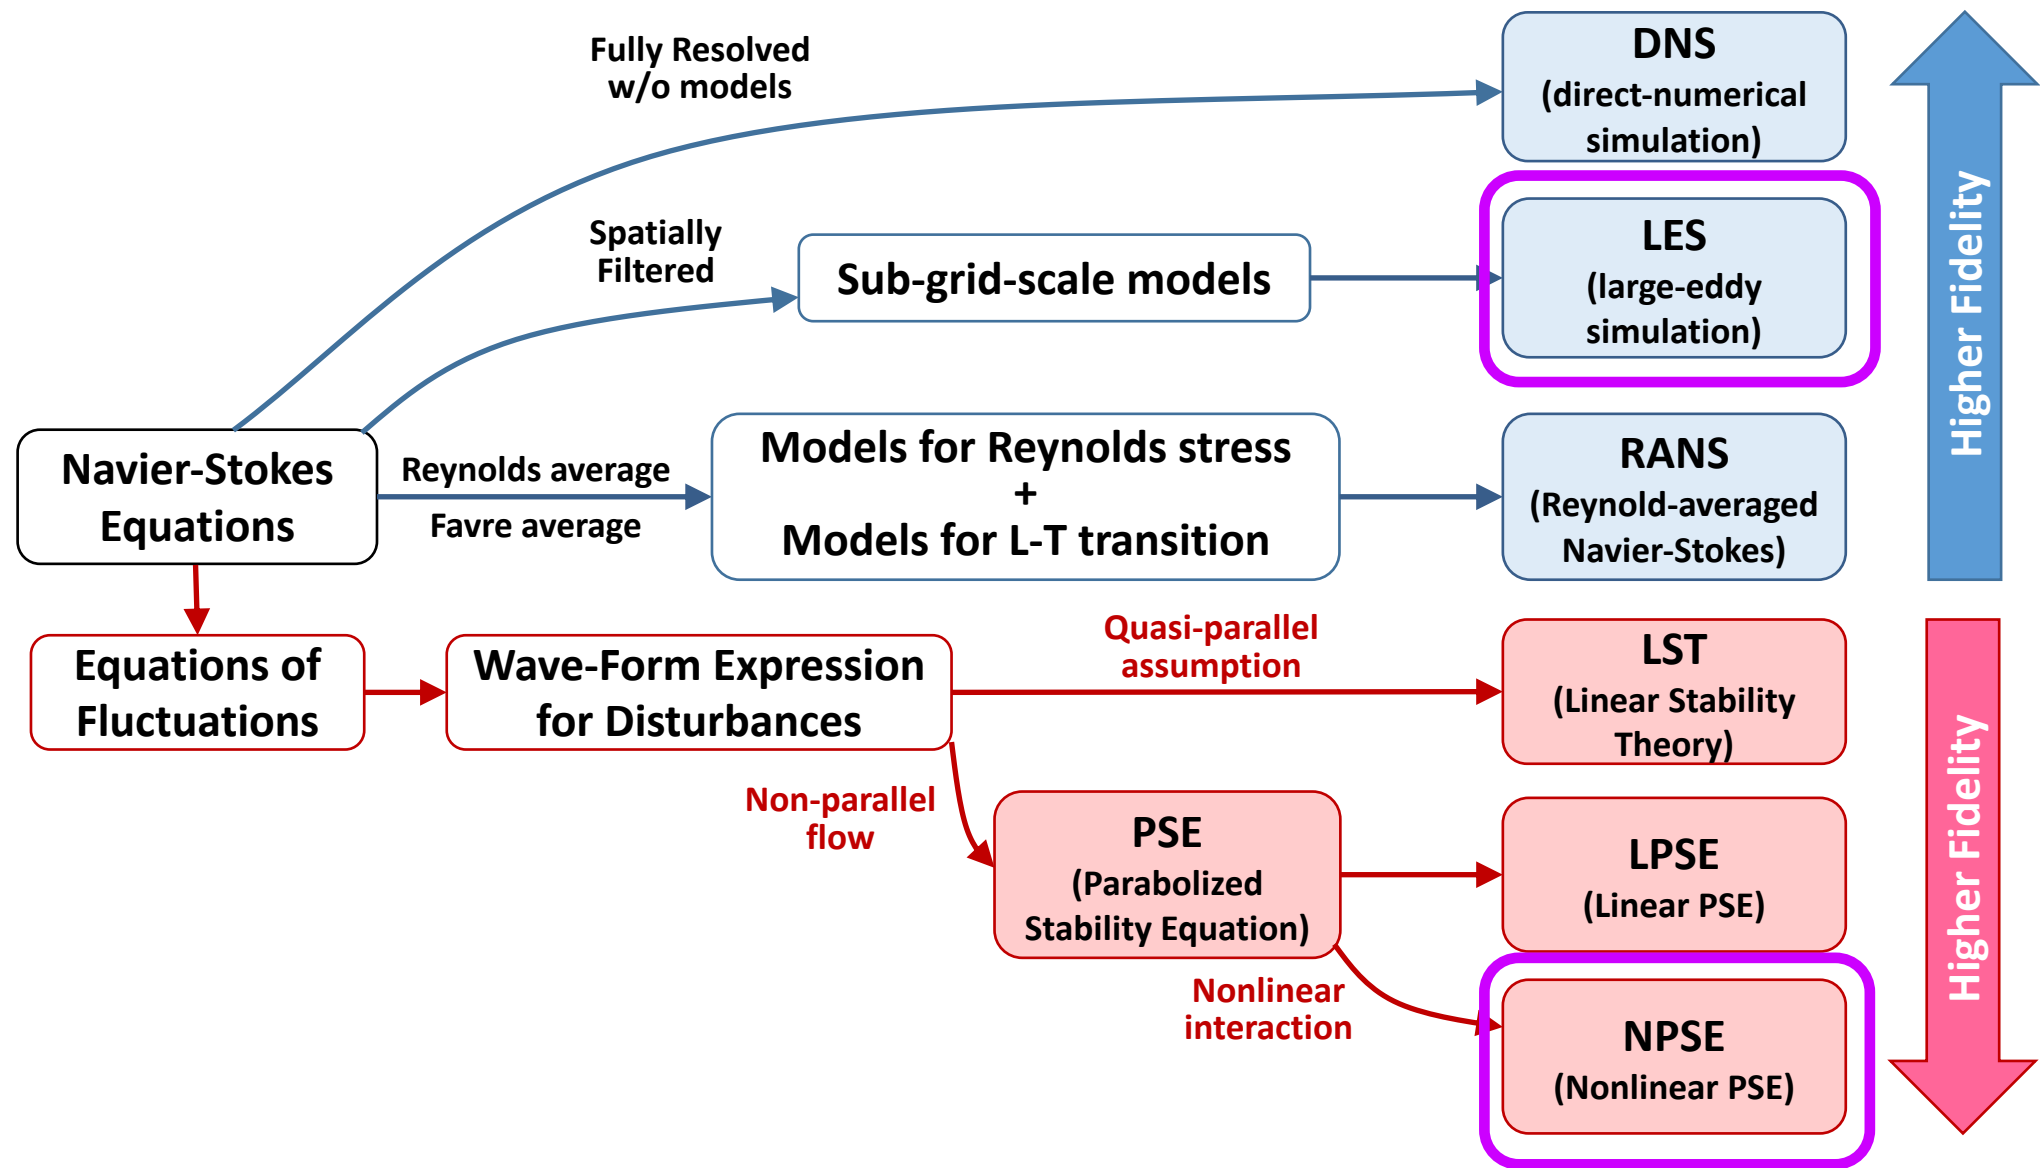 Fully Resolved
w/o models
DNS
(direct-numerical
simulation)
Spatially
Filtered
Sub-grid-scale models
LES
(large-eddy
simulation)
Higher Fidelity
Navier-Stokes
Equations
Reynolds average
Favre average
Models for Reynolds stress
+
Models for L-T transition
RANS
(Reynold-averaged
Navier-Stokes)
Equations of
Fluctuations
Wave-Form Expression
for Disturbances
Quasi-parallel
assumption
LST
(Linear Stability
Theory)
Non-parallel
flow
PSE
(Parabolized
Stability Equation)
LPSE
(Linear PSE)
Higher Fidelity
Nonlinear
interaction
NPSE
(Nonlinear PSE)